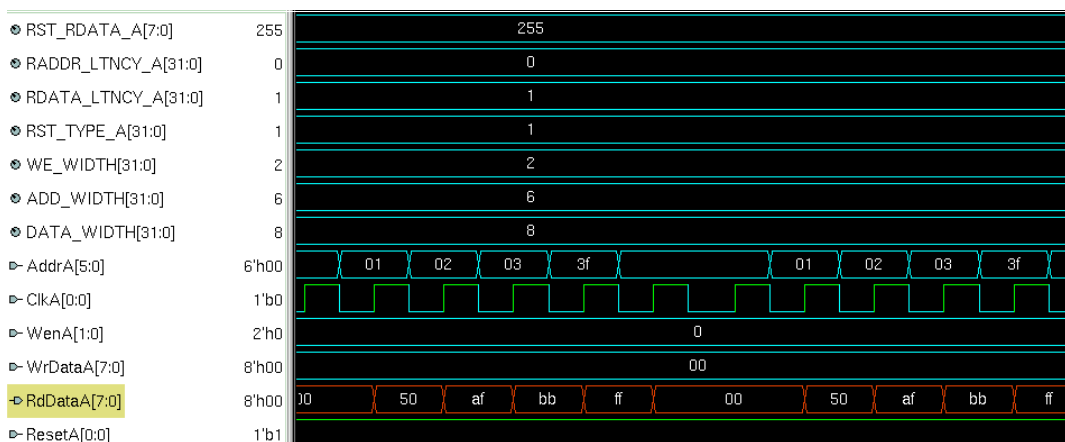 RST_RDATA_A[7:0] 255 255
RADDR_LTNCY_A[31:0] 0 0
RDATA_LTNCY_A[31:0] 1 1
RST_TYPE_A[31:0] 1 1
WE_WIDTH[31:0] 2 2
ADD_WIDTH[31:0] 6 6
DATA_WIDTH[31:0] 8 8
AddrA[5:0] 6'h00 01 02 03 3f 01 02 03 3f
ClkA[0:0] 1'b0
WenA[1:0] 2'h0 0
WrDataA[7:0] 8'h00 00
RdDataA[7:0] 8'h00 00 50 af bb ff 00 50 af bb ff
ResetA[0:0] 1'b1